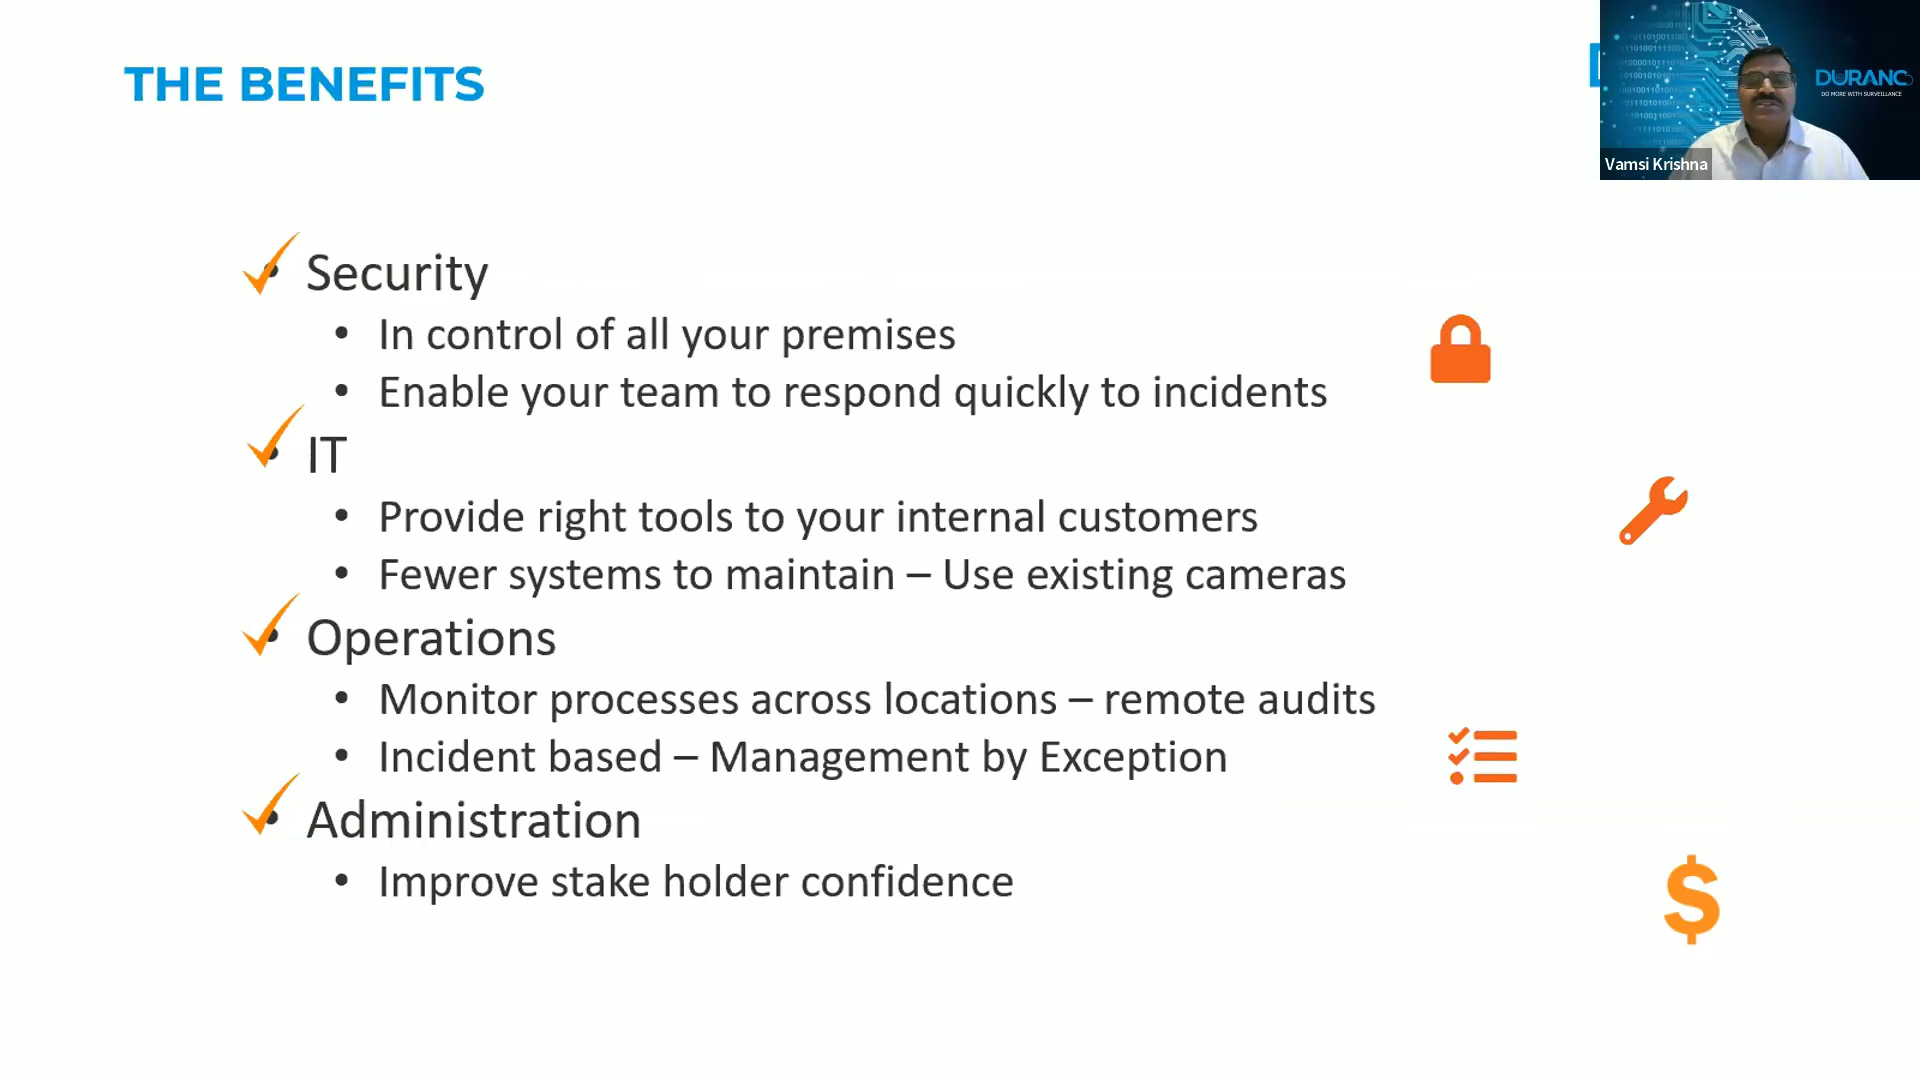 THE BENEFITS
DURANC
DO MORE WITH SURVEILLANCE
Vamsi Krishna
• Security
• In control of all your premises
• Enable your team to respond quickly to incidents
• IT
• Provide right tools to your internal customers
• Fewer systems to maintain – Use existing cameras
• Operations
• Monitor processes across locations – remote audits
• Incident based – Management by Exception
• Administration
• Improve stake holder confidence
$